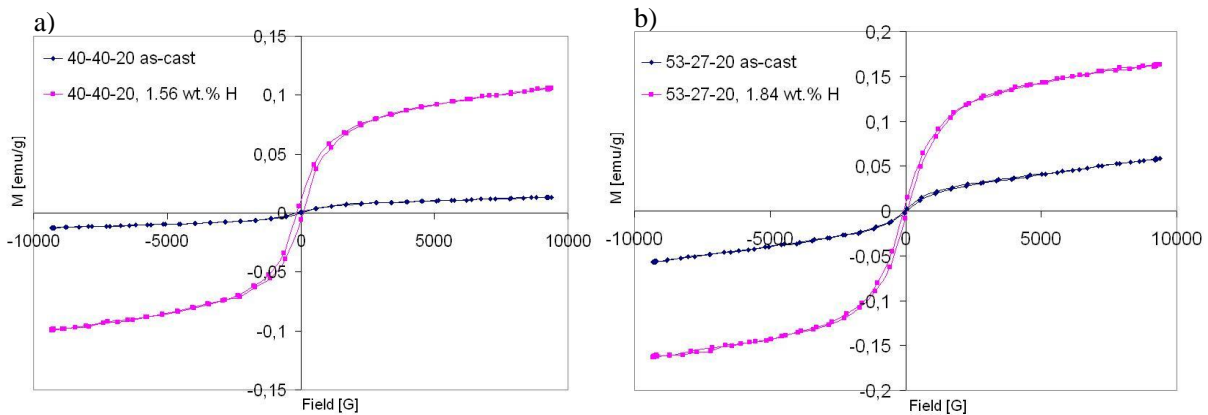 a)
40-40-20 as-cast
40-40-20, 1.56 wt.% H
M [emu/g]
0,15
0,1
0,05
0
-10000
-5000
0
5000
10000
-0,05
-0,1
-0,15
Field [G]
b)
53-27-20 as-cast
53-27-20, 1.84 wt.% H
M [emu/g]
0,2
0,15
0,1
0,05
0
-10000
-5000
0
5000
10000
-0,05
-0,1
-0,15
-0,2
Field [G]